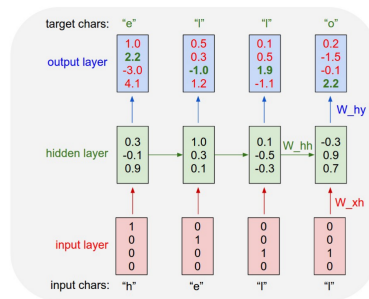 target chars: "e" "l" "l" "o"
1.0 0.5 0.1 0.2
2.2 0.3 0.5 -1.5
output layer
-3.0 -1.0 1.9 -0.1
4.1 1.2 -1.1 2.2
W_hy
0.3 1.0 0.1 -0.3
W_hh
hidden layer
-0.1 0.3 -0.5 0.9
0.9 0.1 -0.3 0.7
W_xh
1 0 0 0
0 1 0 0
input layer
0 0 1 1
0 0 0 0
input chars: "h" "e" "l" "l"